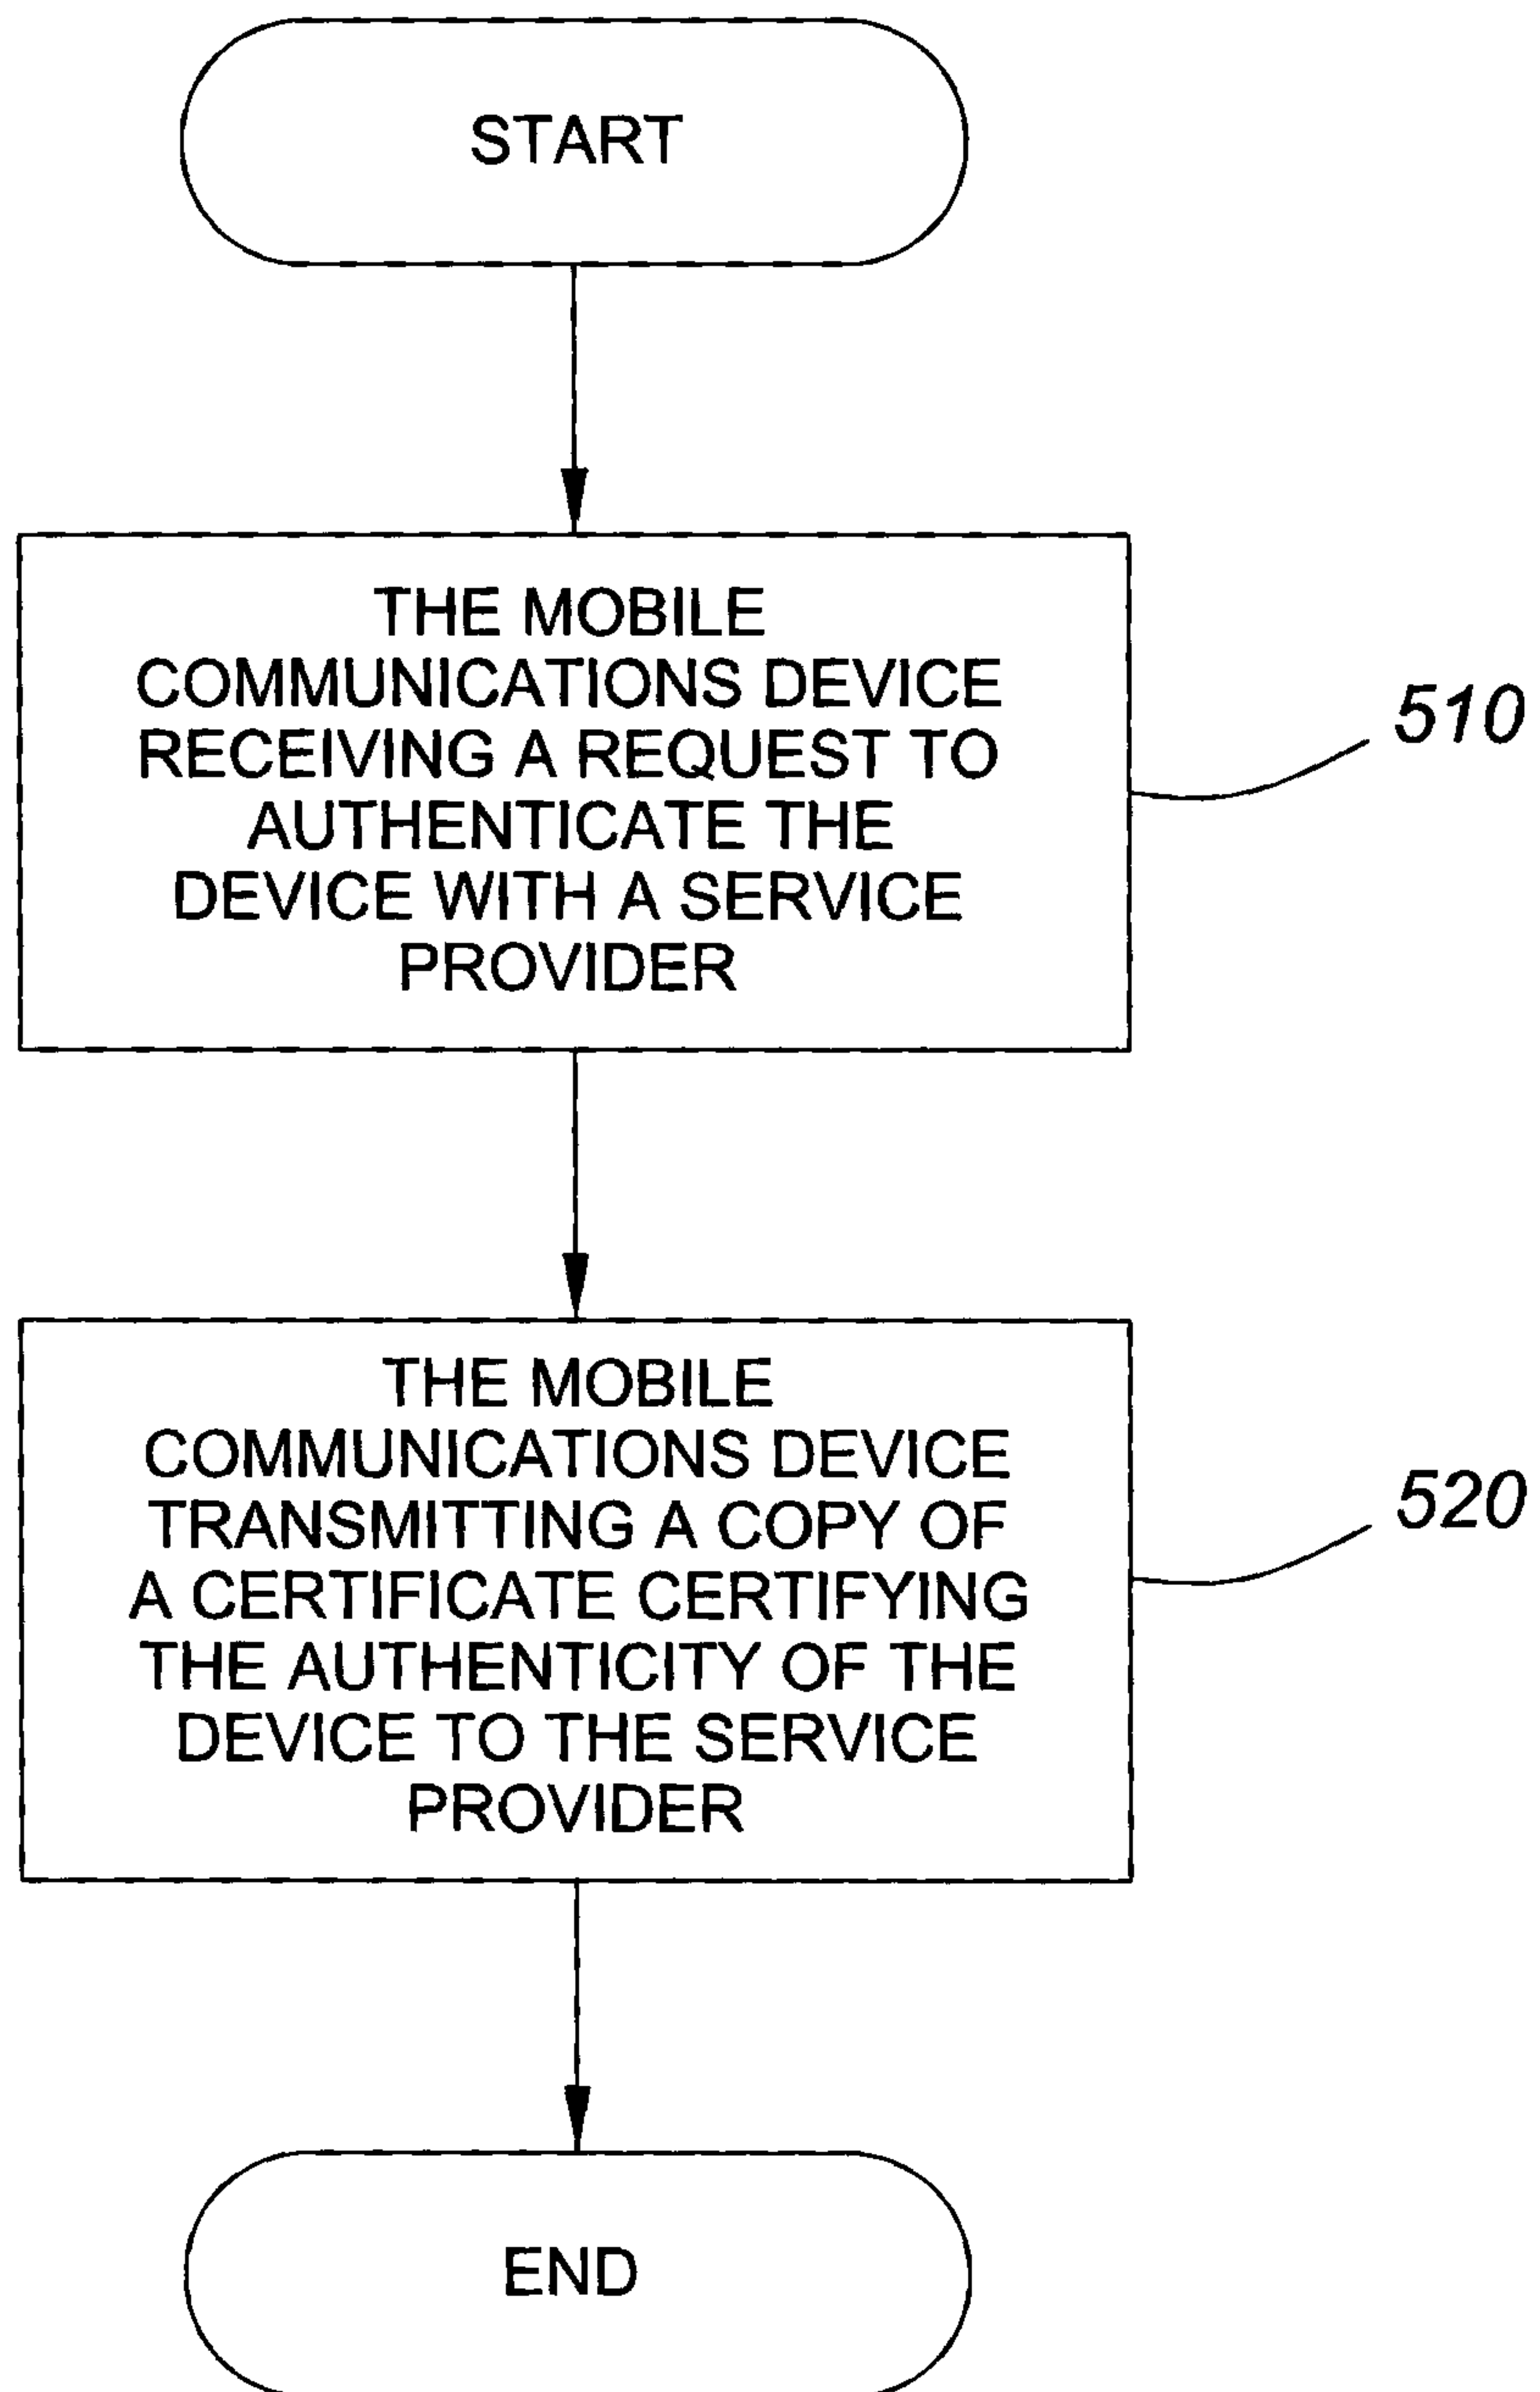 START
THE MOBILE
COMMUNICATIONS DEVICE
RECEIVING A REQUEST TO
AUTHENTICATE THE
DEVICE WITH A SERVICE
PROVIDER
510
THE MOBILE
COMMUNICATIONS DEVICE
TRANSMITTING A COPY OF
A CERTIFICATE CERTIFYING
THE AUTHENTICITY OF THE
DEVICE TO THE SERVICE
PROVIDER
520
END